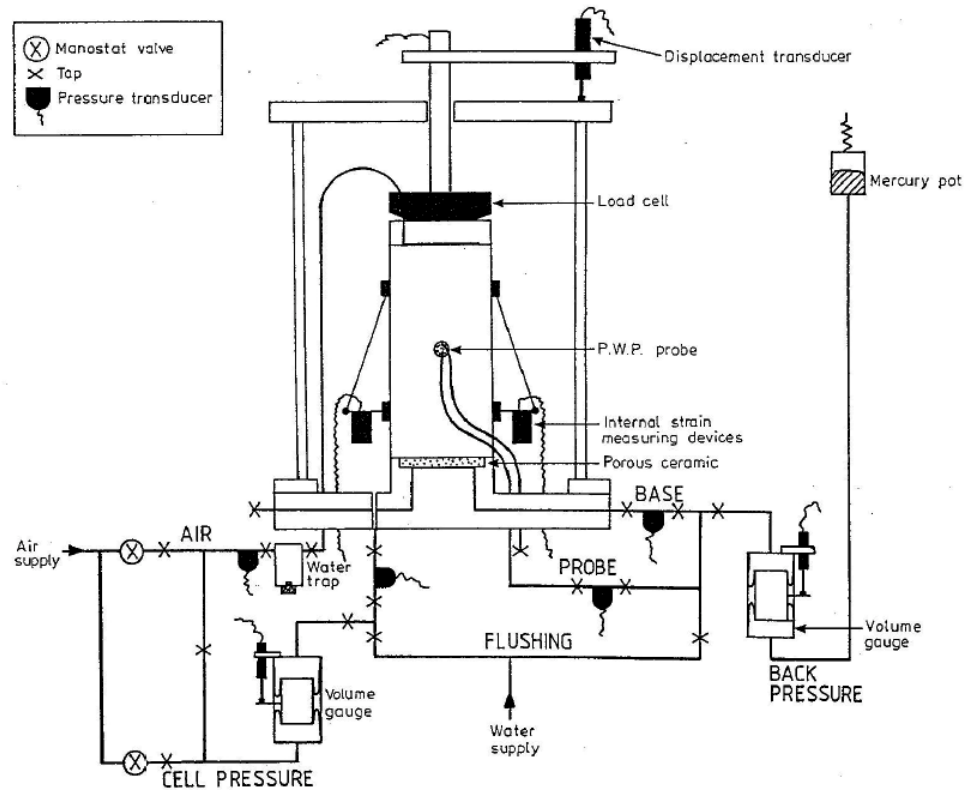 Manostat valve
Tap
Pressure transducer
Displacement transducer
Mercury pot
Load cell
P.W.P. probe
Internal strain
measuring devices
Porous ceramic
BASE
Air
supply
AIR
Water
trap
PROBE
Volume
gauge
FLUSHING
BACK
PRESSURE
Volume
gauge
Water
supply
CELL PRESSURE